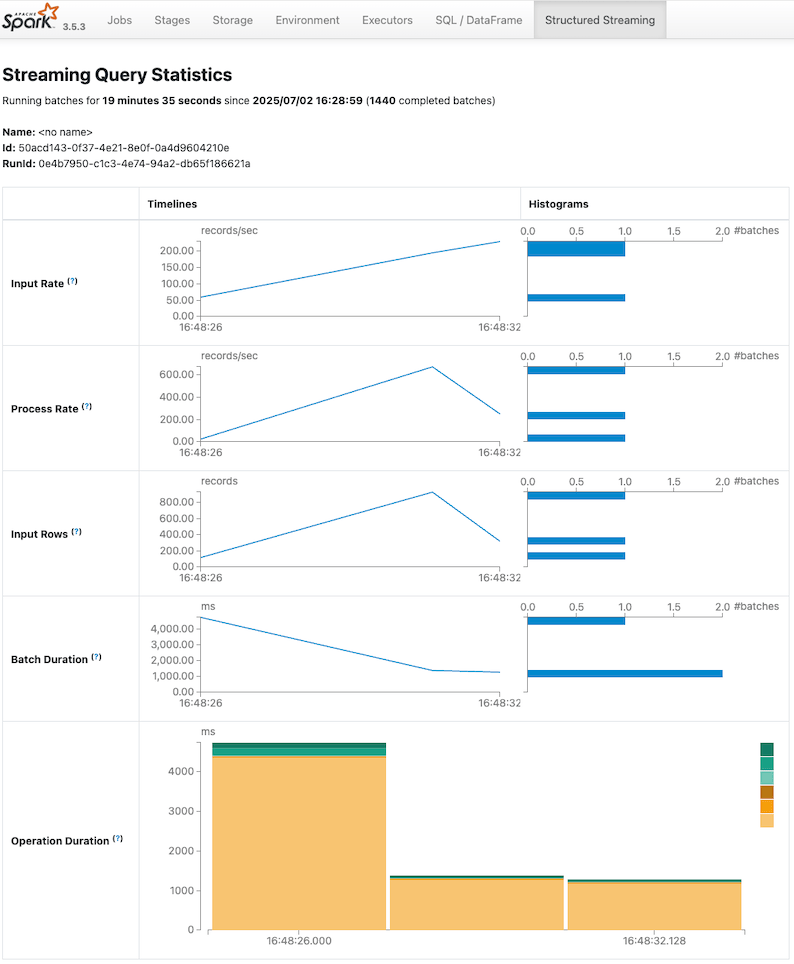 APACHE
Spark 3.5.3 Jobs Stages Storage Environment Executors SQL / DataFrame Structured Streaming
Streaming Query Statistics
Running batches for 19 minutes 35 seconds since 2025/07/02 16:28:59 (1440 completed batches)
Name: <no name>
Id: 50acd143-0f37-4e21-8e0f-0a4d9604210e
RunId: 0e4b7950-c1c3-4e74-94a2-db65f186621a
Timelines Histograms
Input Rate (?)
records/sec
200.00
150.00
100.00
50.00
0.00
16:48:26 16:48:32
0.0 0.5 1.0 1.5 2.0 #batches
Process Rate (?)
records/sec
600.00
400.00
200.00
0.00
16:48:26 16:48:32
0.0 0.5 1.0 1.5 2.0 #batches
Input Rows (?)
records
800.00
600.00
400.00
200.00
0.00
16:48:26 16:48:32
0.0 0.5 1.0 1.5 2.0 #batches
Batch Duration (?)
ms
4,000.00
3,000.00
2,000.00
1,000.00
0.00
16:48:26 16:48:32
0.0 0.5 1.0 1.5 2.0 #batches
Operation Duration (?)
ms
4000
3000
2000
1000
0
16:48:26.000 16:48:32.128